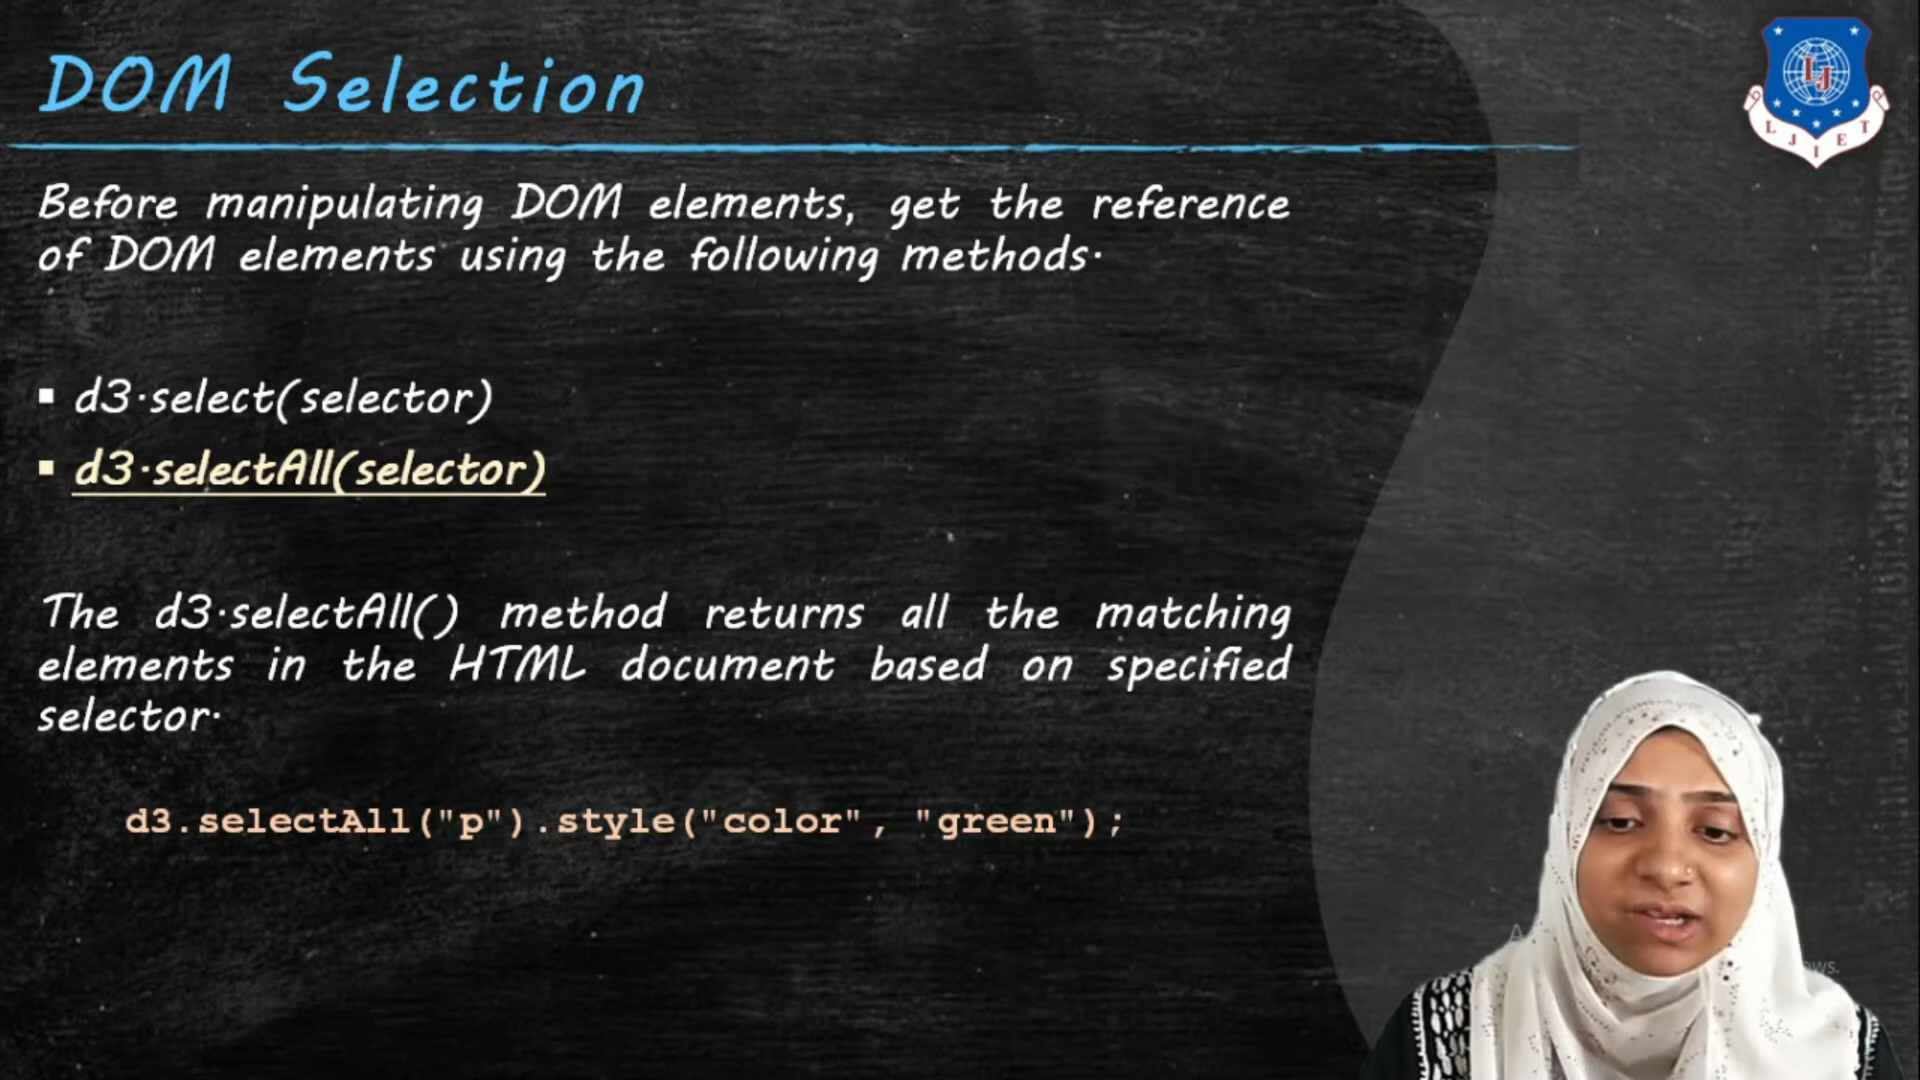 DOM Selection
LJIET
Before manipulating DOM elements, get the reference
of DOM elements using the following methods.
▪ d3.select(selector)
▪ d3.selectAll(selector)
The d3.selectAll() method returns all the matching
elements in the HTML document based on specified
selector.
d3.selectAll("p").style("color", "green");